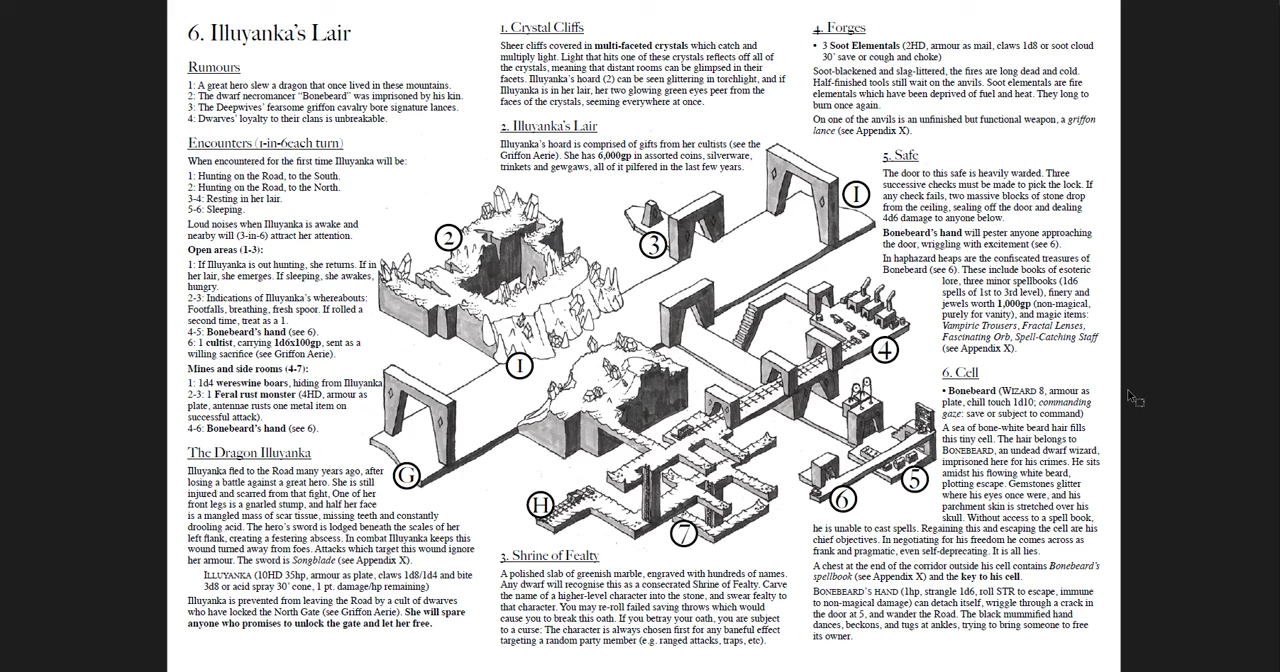 6. Illuyanka's Lair
Rumours
1: A great hero slew a dragon that once lived in these mountains.
2: The dwarf necromancer "Bonebeard" was imprisoned by his kin.
3: The Deepwives' fearsome griffon cavalry bore signature lances.
4: Dwarves' loyalty to their clans is unbreakable.
Encounters (1-in-6each turn)
When encountered for the first time Illuyanka will be:
1: Hunting on the Road, to the South.
2: Hunting on the Road, to the North.
3-4: Resting in her lair.
5-6: Sleeping.
Loud noises when Illuyanka is awake and
nearby will (3-in-6) attract her attention.
Open areas (1-3):
1: If Illuyanka is out hunting, she returns. If in
her lair, she emerges. If sleeping, she awakes,
hungry.
2-3: Indications of Illuyanka's whereabouts:
Footfalls, breathing, fresh spoor. If rolled a
second time, treat as a 1.
4-5: Bonebeard's hand (see 6).
6: 1 cultist, carrying 1d6x100gp, sent as a
willing sacrifice (see Griffon Aerie).
Mines and side rooms (4-7):
1: 1d4 wereswine boars, hiding from Illuyanka
2-3: 1 Feral rust monster (4HD, armour as
plate, antennae rusts one metal item on
successful attack).
4-6: Bonebeard's hand (see 6).
The Dragon Illuyanka
Illuyanka fled to the Road many years ago, after
losing a battle against a great hero. She is still
injured and scarred from that fight, One of her
front legs is a gnarled stump, and half her face
is a mangled mass of scar tissue, missing teeth and constantly
drooling acid. The hero's sword is lodged beneath the scales of her
left flank, creating a festering abscess. In combat Illuyanka keeps this
wound turned away from foes. Attacks which target this wound ignore
her armour. The sword is Songblade (see Appendix X).
ILLUYANKA (10HD 35hp, armour as plate, claws 1d8/1d4 and bite
3d8 or acid spray 30' cone, 1 pt. damage/hp remaining)
Illuyanka is prevented from leaving the Road by a cult of dwarves
who have locked the North Gate (see Griffon Aerie). She will spare
anyone who promises to unlock the gate and let her free.
1. Crystal Cliffs
Sheer cliffs covered in multi-faceted crystals which catch and
multiply light. Light that hits one of these crystals reflects off all of
the crystals, meaning that distant rooms can be glimpsed in their
facets. Illuyanka's hoard (2) can be seen glittering in torchlight, and if
Illuyanka is in her lair, her two glowing green eyes peer from the
faces of the crystals, seeming everywhere at once.
2. Illuyanka's Lair
Illuyanka's hoard is comprised of gifts from her cultists (see the
Griffon Aerie). She has 6,000gp in assorted coins, silverware,
trinkets and gewgaws, all of it pilfered in the last few years.
I
2
3
1
4
G
H
7
6
5
3. Shrine of Fealty
A polished slab of greenish marble, engraved with hundreds of names.
Any dwarf will recognise this as a consecrated Shrine of Fealty. Carve
the name of a higher-level character into the stone, and swear fealty to
that character. You may re-roll failed saving throws which would
cause you to break this oath. If you betray your oath, you are subject
to a curse: The character is always chosen first for any baneful effect
targeting a random party member (e.g. ranged attacks, traps, etc).
4. Forges
• 3 Soot Elementals (2HD, armour as mail, claws 1d8 or soot cloud
30' save or cough and choke)
Soot-blackened and slag-littered, the fires are long dead and cold.
Half-finished tools still wait on the anvils. Soot elementals are fire
elementals which have been deprived of fuel and heat. They long to
burn once again.
On one of the anvils is an unfinished but functional weapon, a griffon
lance (see Appendix X).
5. Safe
The door to this safe is heavily warded. Three
successive checks must be made to pick the lock. If
any check fails, two massive blocks of stone drop
from the ceiling, sealing off the door and dealing
4d6 damage to anyone below.
Bonebeard's hand will pester anyone approaching
the door, wriggling with excitement (see 6).
In haphazard heaps are the confiscated treasures of
Bonebeard (see 6). These include books of esoteric
lore, three minor spellbooks (1d6
spells of 1st to 3rd level), finery and
jewels worth 1,000gp (non-magical,
purely for vanity), and magic items:
Vampiric Trousers, Fractal Lenses,
Fascinating Orb, Spell-Catching Staff
(see Appendix X).
6. Cell
• Bonebeard (WIZARD 8, armour as
plate, chill touch 1d10; commanding
gaze: save or subject to command)
A sea of bone-white beard hair fills
this tiny cell. The hair belongs to
BONEBEARD, an undead dwarf wizard,
imprisoned here for his crimes. He sits
amidst his flowing white beard,
plotting escape. Gemstones glitter
where his eyes once were, and his
parchment skin is stretched over his
skull. Without access to a spell book,
he is unable to cast spells. Regaining this and escaping the cell are his
chief objectives. In negotiating for his freedom he comes across as
frank and pragmatic, even self-deprecating. It is all lies.
A chest at the end of the corridor outside his cell contains Bonebeard's
spellbook (see Appendix X) and the key to his cell.
BONEBEARD'S HAND (1hp, strangle 1d6, roll STR to escape, immune
to non-magical damage) can detach itself, wriggle through a crack in
the door at 5, and wander the Road. The black mummified hand
dances, beckons, and tugs at ankles, trying to bring someone to free
its owner.